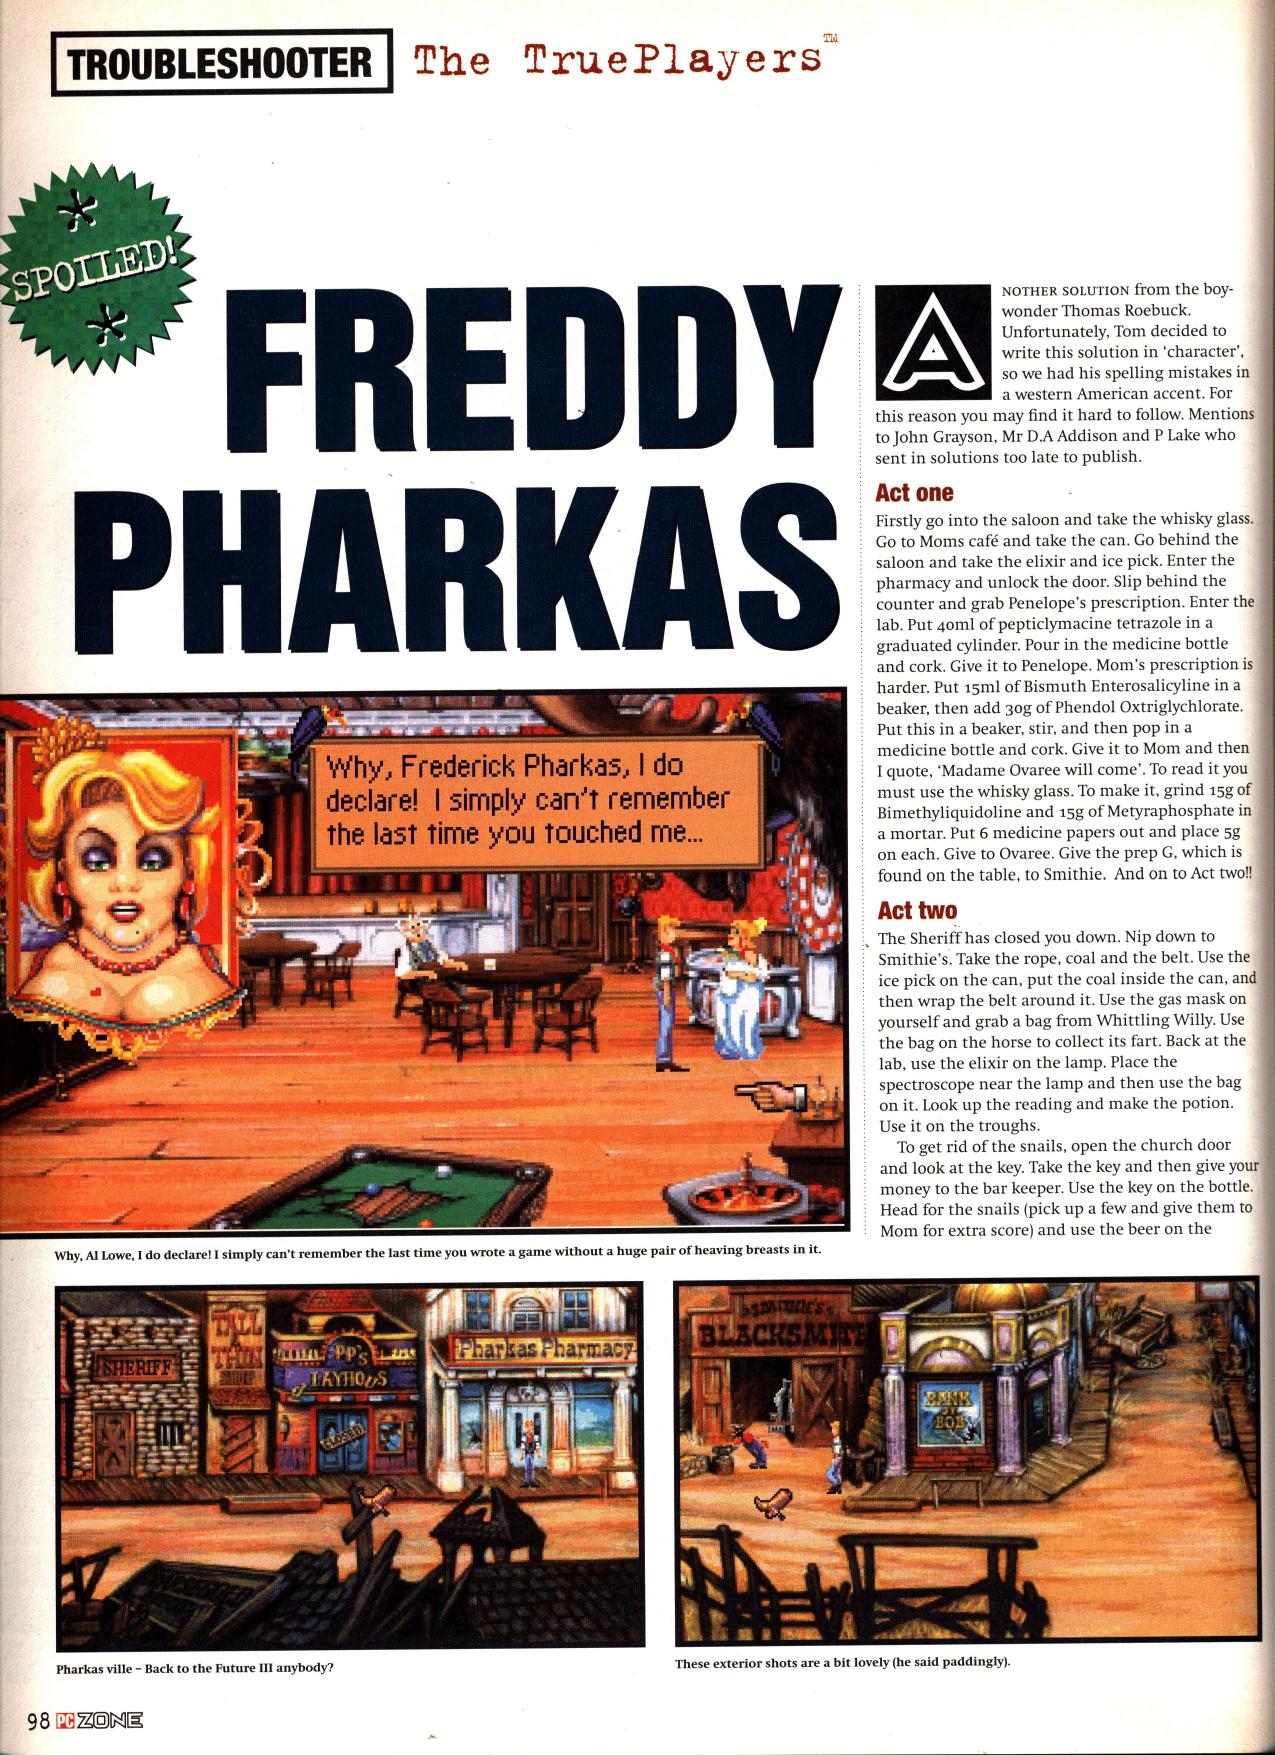 TROUBLESHOOTER The TruePlayers™
SPOILED!
FREDDY
PHARKAS
ANOTHER SOLUTION from the boy-
wonder Thomas Roebuck.
Unfortunately, Tom decided to
write this solution in ‘character’,
so we had his spelling mistakes in
a western American accent. For
this reason you may find it hard to follow. Mentions
to John Grayson, Mr D.A Addison and P Lake who
sent in solutions too late to publish.
Act one
Firstly go into the saloon and take the whisky glass.
Go to Moms café and take the can. Go behind the
saloon and take the elixir and ice pick. Enter the
pharmacy and unlock the door. Slip behind the
counter and grab Penelope’s prescription. Enter the
lab. Put 40ml of pepticlymacine tetrazole in a
graduated cylinder. Pour in the medicine bottle
and cork. Give it to Penelope. Mom’s prescription is
harder. Put 15ml of Bismuth Enterosalicyline in a
beaker, then add 30g of Phendol Oxtriglychlorate.
Put this in a beaker, stir, and then pop in a
medicine bottle and cork. Give it to Mom and then
I quote, ‘Madame Ovaree will come’. To read it you
must use the whisky glass. To make it, grind 15g of
Bimethyliquidoline and 15g of Metyraphosphate in
a mortar. Put 6 medicine papers out and place 5g
on each. Give to Ovaree. Give the prep G, which is
found on the table, to Smithie. And on to Act two!!
Act two
The Sheriff has closed you down. Nip down to
Smithie’s. Take the rope, coal and the belt. Use the
ice pick on the can, put the coal inside the can, and
then wrap the belt around it. Use the gas mask on
yourself and grab a bag from Whittling Willy. Use
the bag on the horse to collect its fart. Back at the
lab, use the elixir on the lamp. Place the
spectroscope near the lamp and then use the bag
on it. Look up the reading and make the potion.
Use it on the troughs.
To get rid of the snails, open the church door
and look at the key. Take the key and then give your
money to the bar keeper. Use the key on the bottle.
Head for the snails (pick up a few and give them to
Mom for extra score) and use the beer on the
Why, Frederick Pharkas, I do
declare! I simply can't remember
the last time you touched me...
Why, Al Lowe, I do declare! I simply can’t remember the last time you wrote a game without a huge pair of heaving breasts in it.
SHERIFF
TALL
THIN
PP's
PLAYHOUS
CLOSED
Pharkas Pharmacy
Pharkas ville – Back to the Future III anybody?
SMITHIE'S
BLACKSMITH
BANK
OF
BOB
These exterior shots are a bit lovely (he said paddingly).
98 PC ZONE